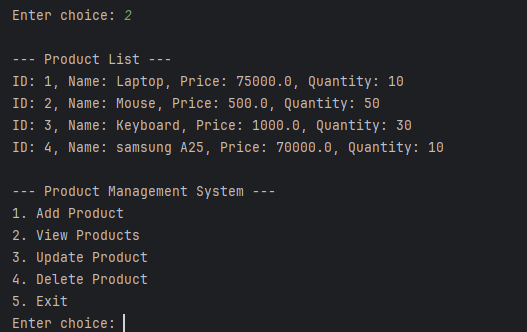 Enter choice: 2
--- Product List ---
ID: 1, Name: Laptop, Price: 75000.0, Quantity: 10
ID: 2, Name: Mouse, Price: 500.0, Quantity: 50
ID: 3, Name: Keyboard, Price: 1000.0, Quantity: 30
ID: 4, Name: samsung A25, Price: 70000.0, Quantity: 10
--- Product Management System ---
1. Add Product
2. View Products
3. Update Product
4. Delete Product
5. Exit
Enter choice: